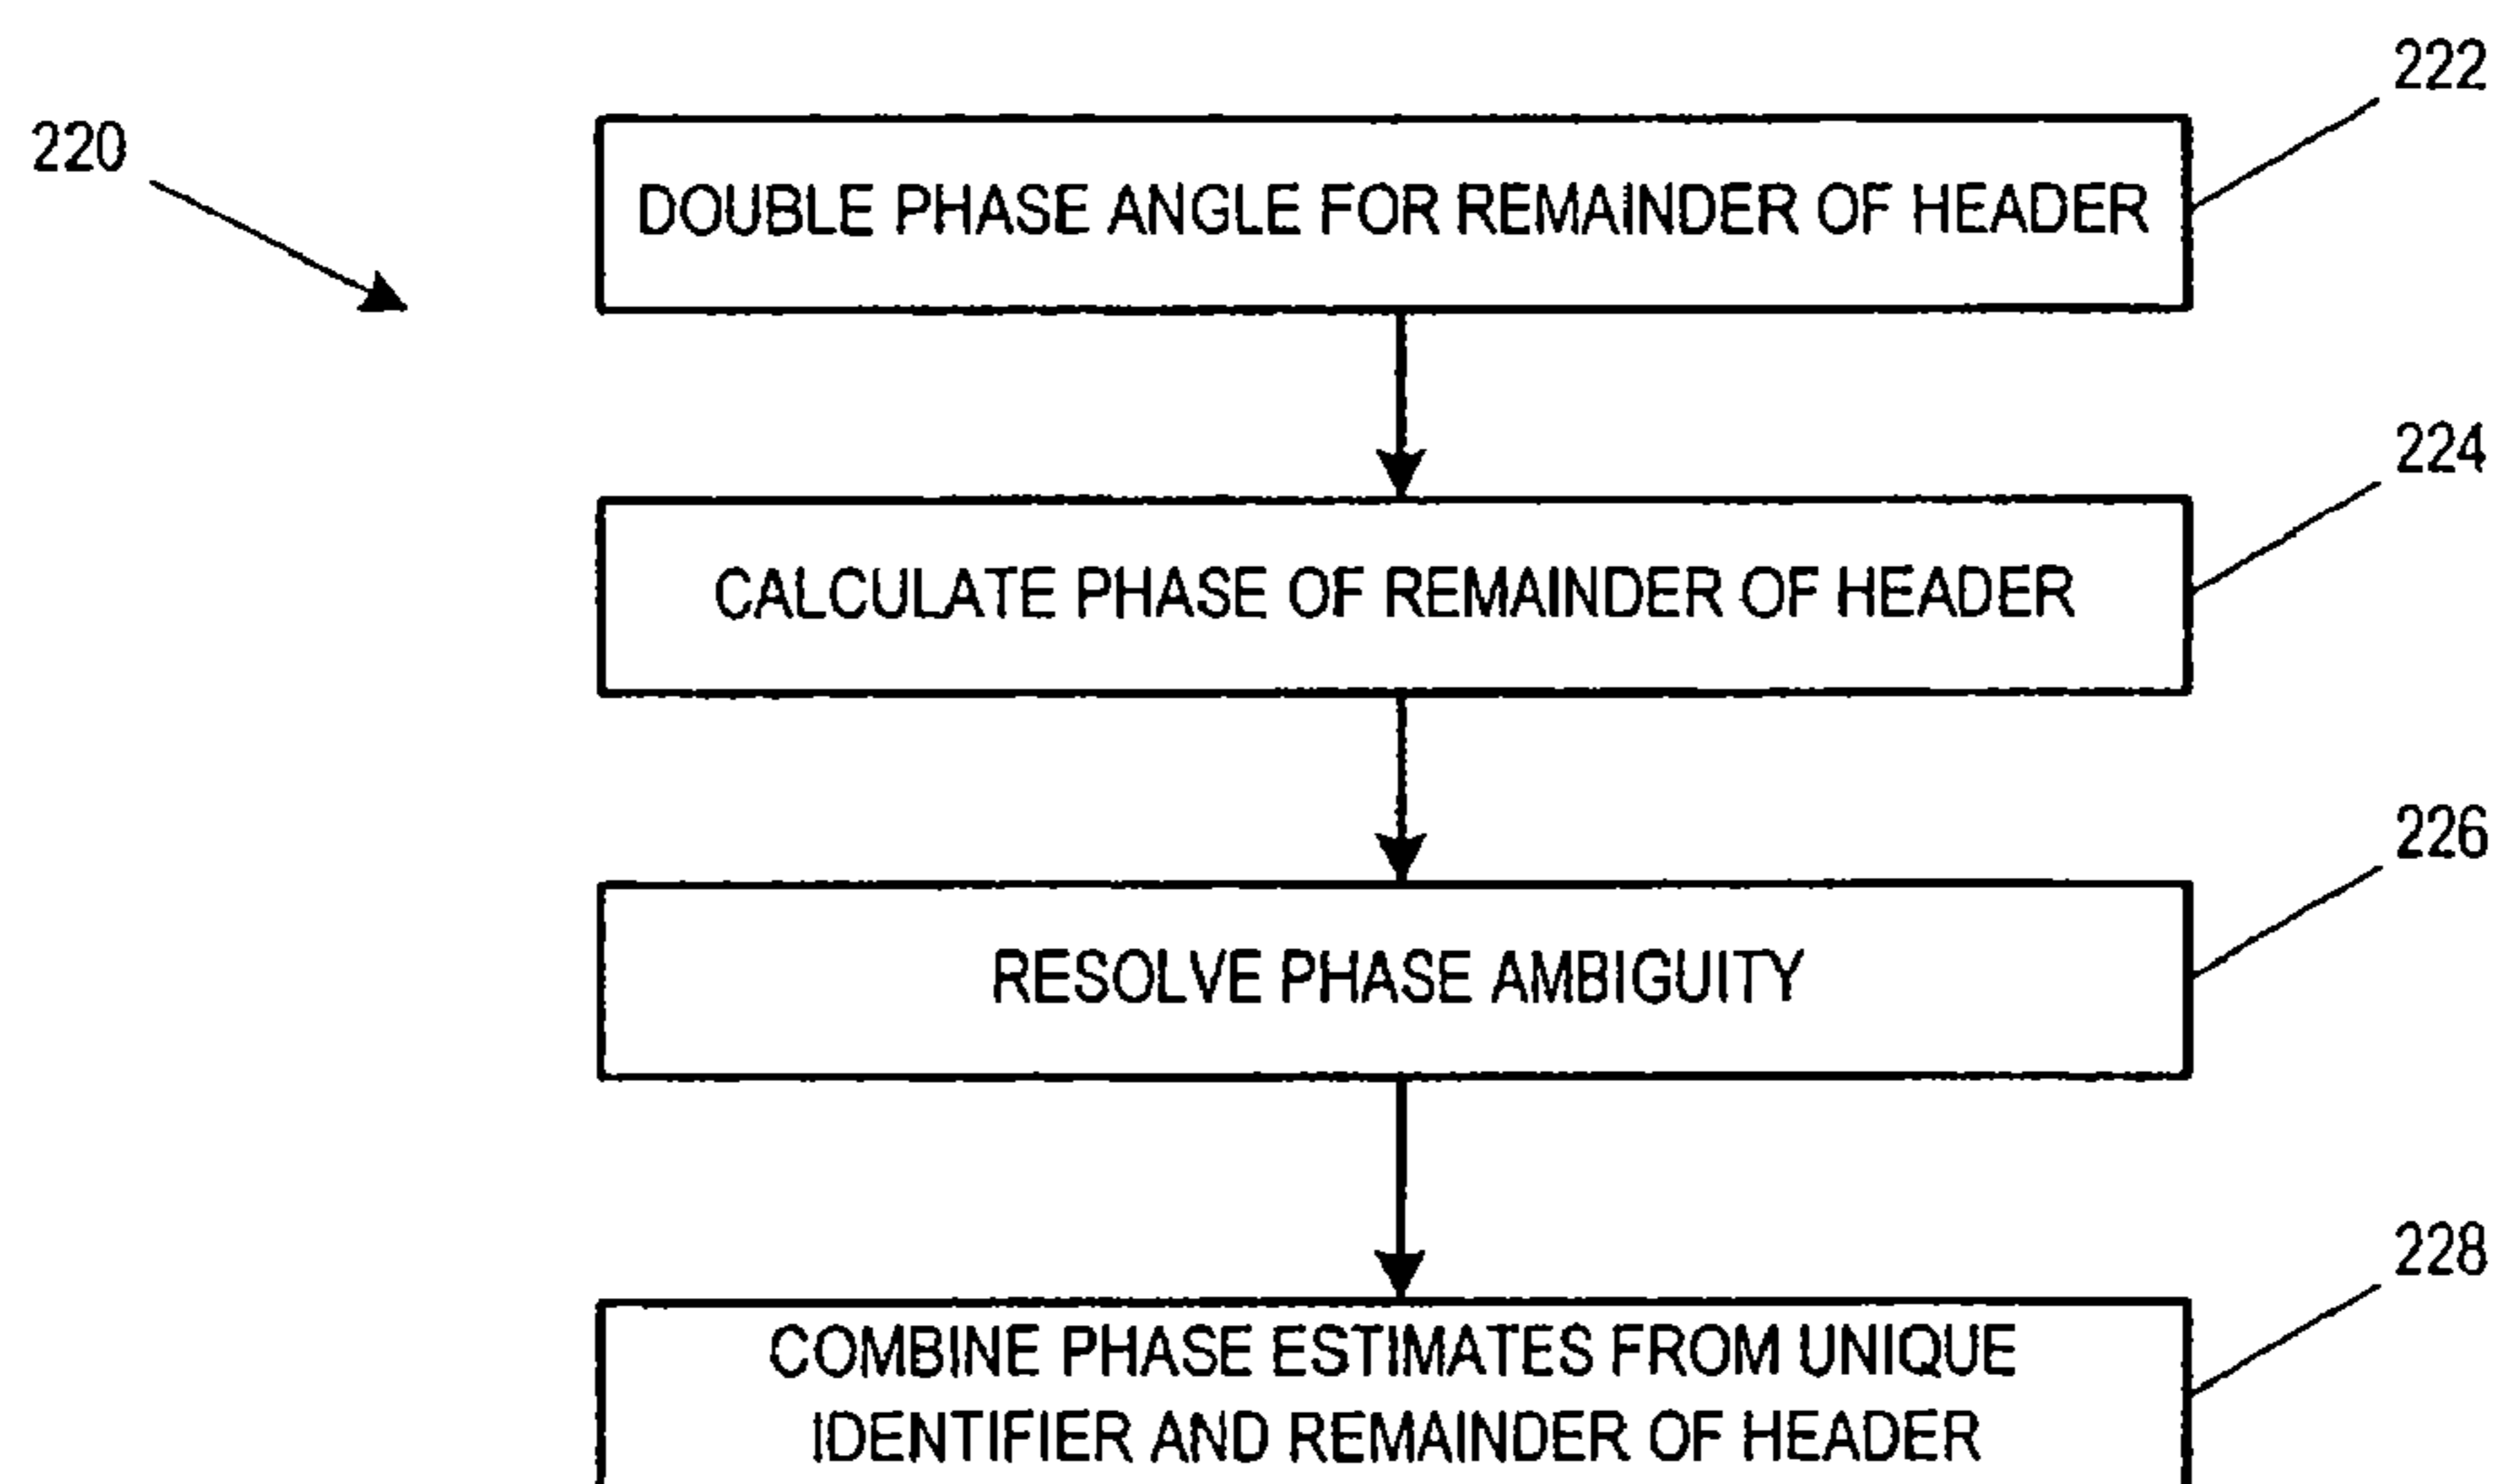 222
220
DOUBLE PHASE ANGLE FOR REMAINDER OF HEADER
224
CALCULATE PHASE OF REMAINDER OF HEADER
226
RESOLVE PHASE AMBIGUITY
228
COMBINE PHASE ESTIMATES FROM UNIQUE
IDENTIFIER AND REMAINDER OF HEADER